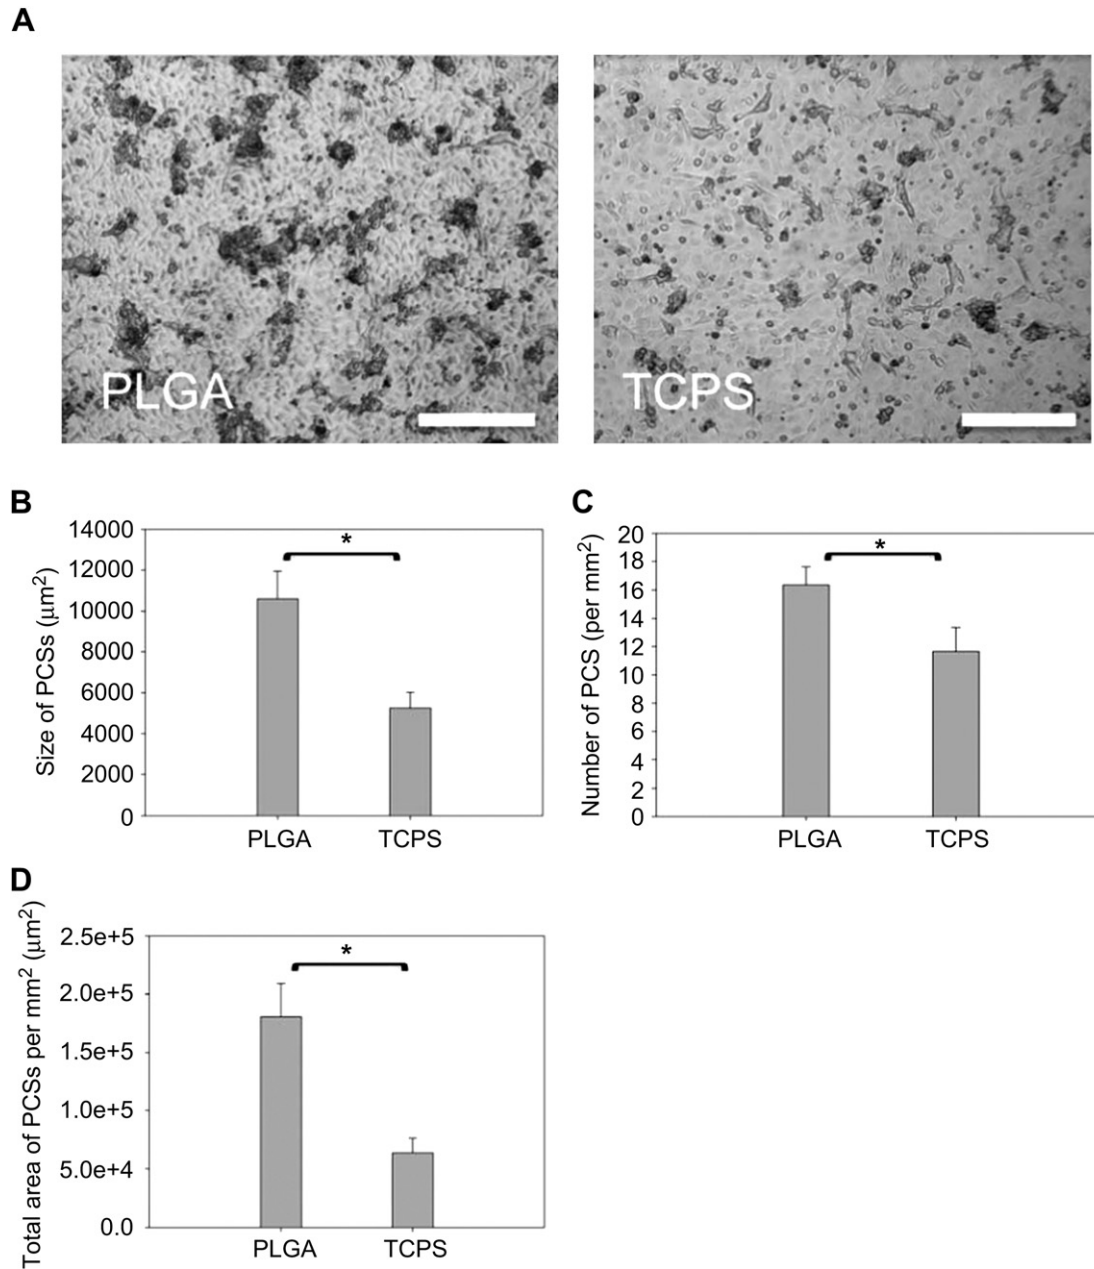 A
PLGA
TCPS
B
Size of PCSs (μm²)
14000
12000
10000
8000
6000
4000
2000
0
*
PLGA
TCPS
C
Number of PCS (per mm²)
20
18
16
14
12
10
8
6
4
2
0
*
PLGA
TCPS
D
Total area of PCSs per mm² (μm²)
2.5e+5
2.0e+5
1.5e+5
1.0e+5
5.0e+4
0.0
*
PLGA
TCPS